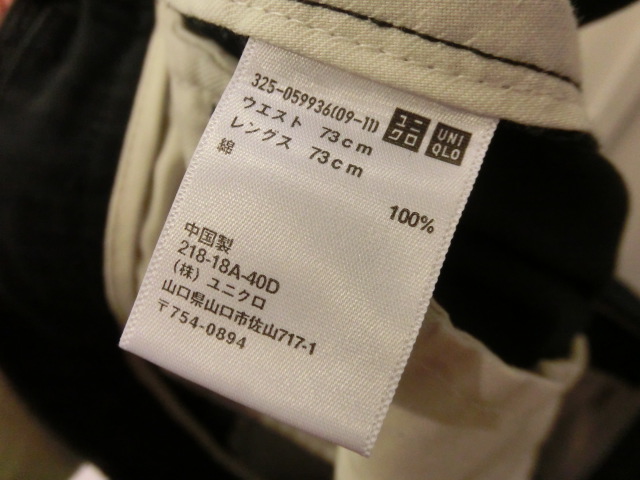 325-059936(09-11)
ウエスト 73cm
レングス 73cm
綿
100%
ユニ
クロ
UNI
QLO
中国製
218-18A-40D
(株) ユニクロ
山口県山口市佐山717-1
〒754-0894